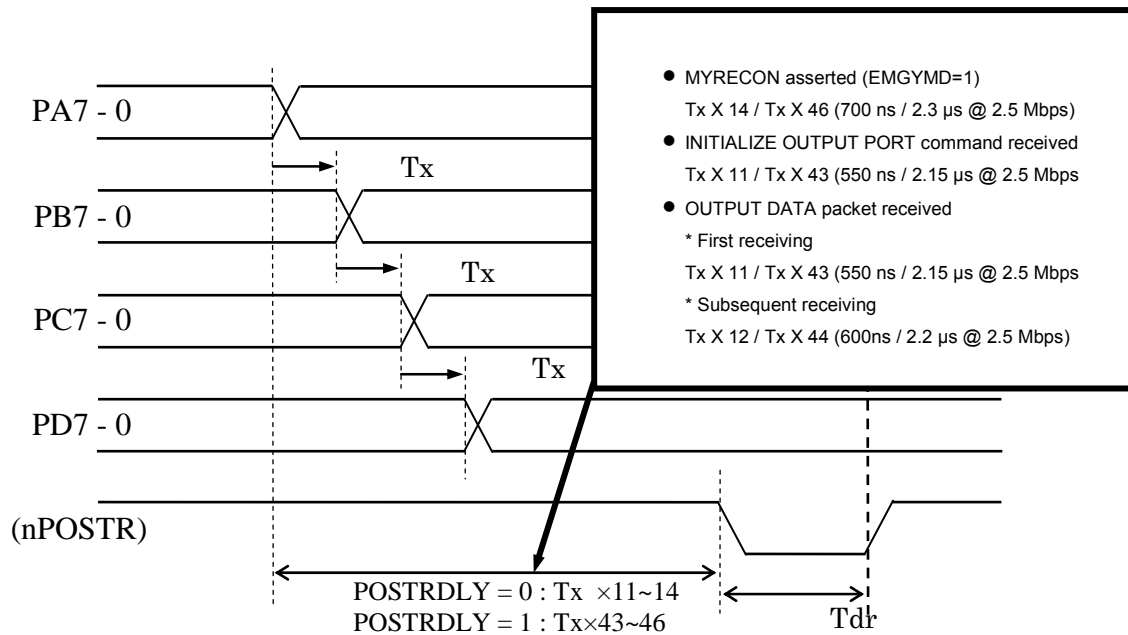 PA7 - 0
Tx
PB7 - 0
Tx
PC7 - 0
Tx
PD7 - 0
(nPOSTR)
POSTRDLY = 0 : Tx ×11~14
POSTRDLY = 1 : Tx×43~46
Tdr
● MYRECON asserted (EMGYMD=1)
Tx X 14 / Tx X 46 (700 ns / 2.3 µs @ 2.5 Mbps)
● INITIALIZE OUTPUT PORT command received
Tx X 11 / Tx X 43 (550 ns / 2.15 µs @ 2.5 Mbps
● OUTPUT DATA packet received
* First receiving
Tx X 11 / Tx X 43 (550 ns / 2.15 µs @ 2.5 Mbps
* Subsequent receiving
Tx X 12 / Tx X 44 (600ns / 2.2 µs @ 2.5 Mbps)